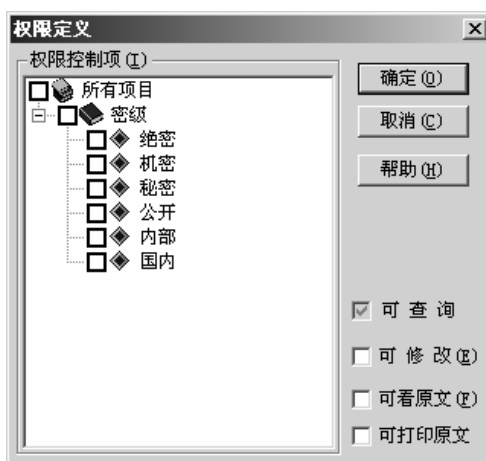 权限定义
权限控制项(I)
所有项目
密级
绝密
机密
秘密
公开
内部
国内
确定(O)
取消(C)
帮助(H)
可 查 询
可 修 改(E)
可看原文(F)
可打印原文